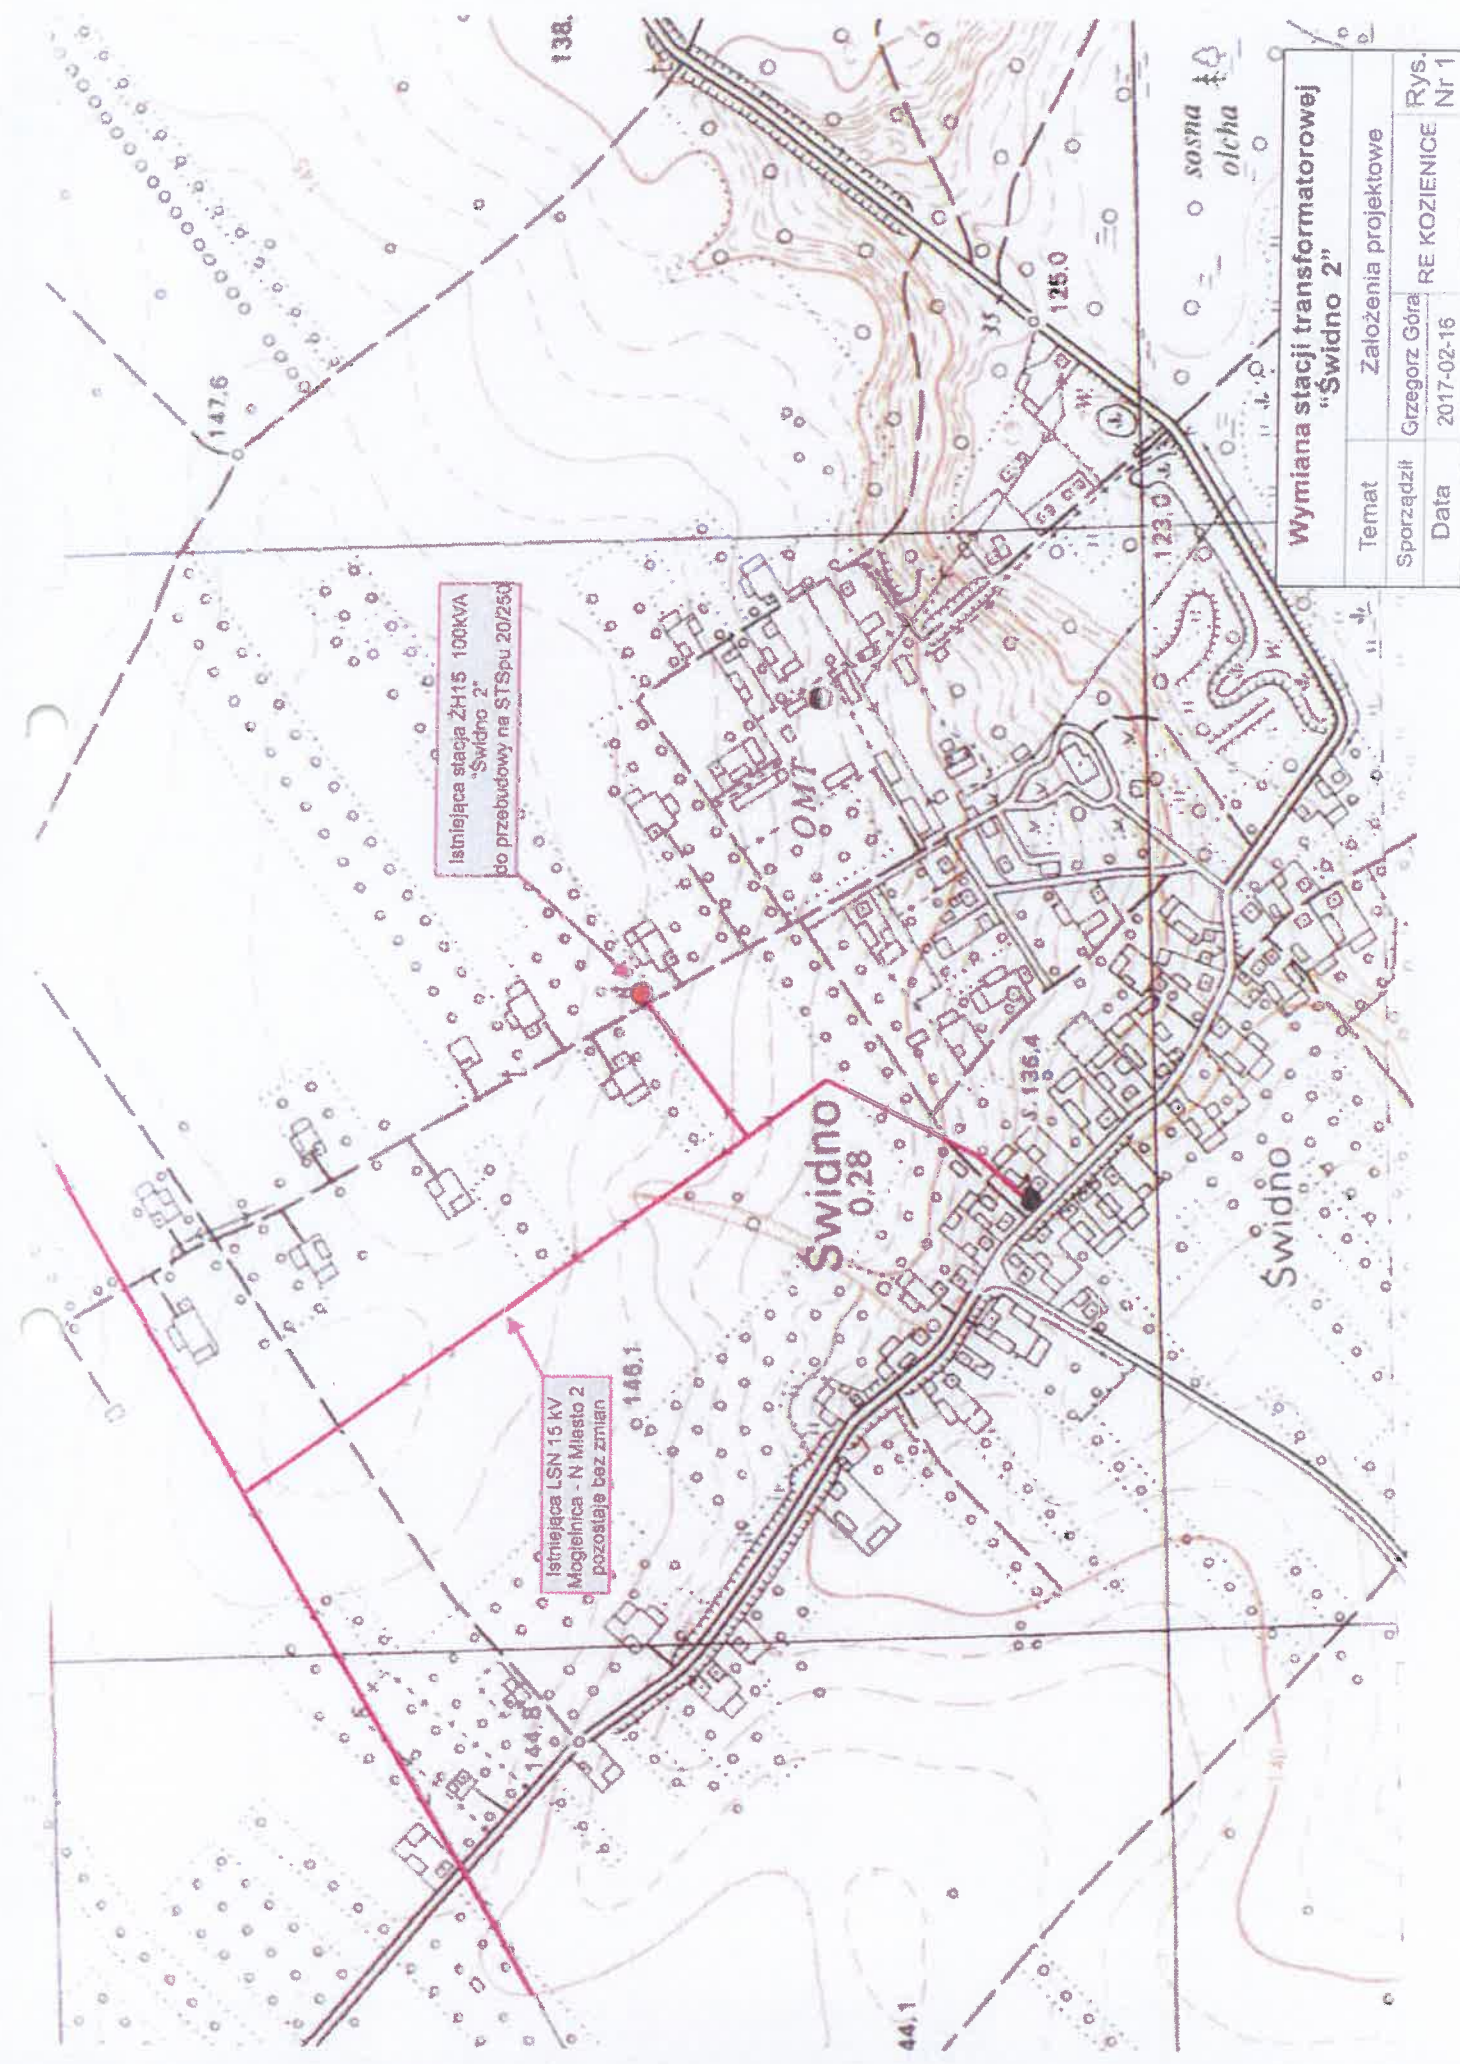 138.
147.6
Istniejąca stacja ŻH15 100kVA
"Świdno 2"
do przebudowy na STSpu 20/250
Istniejąca LSN 15 kV
Mogielnica - N Miasto 2
pozostaje bez zmian
146.1
144.8
44.1
OMT
Świdno
0.28
S. 136.4
Świdno
35
125.0
123.0
w.
w.
sosna
olcha
Wymiana stacji transformatorowej
"Świdno 2"
Temat Założenia projektowe
Sporządził Grzegorz Góra RE KOZIENICE Rys.
Data 2017-02-16 Nr 1